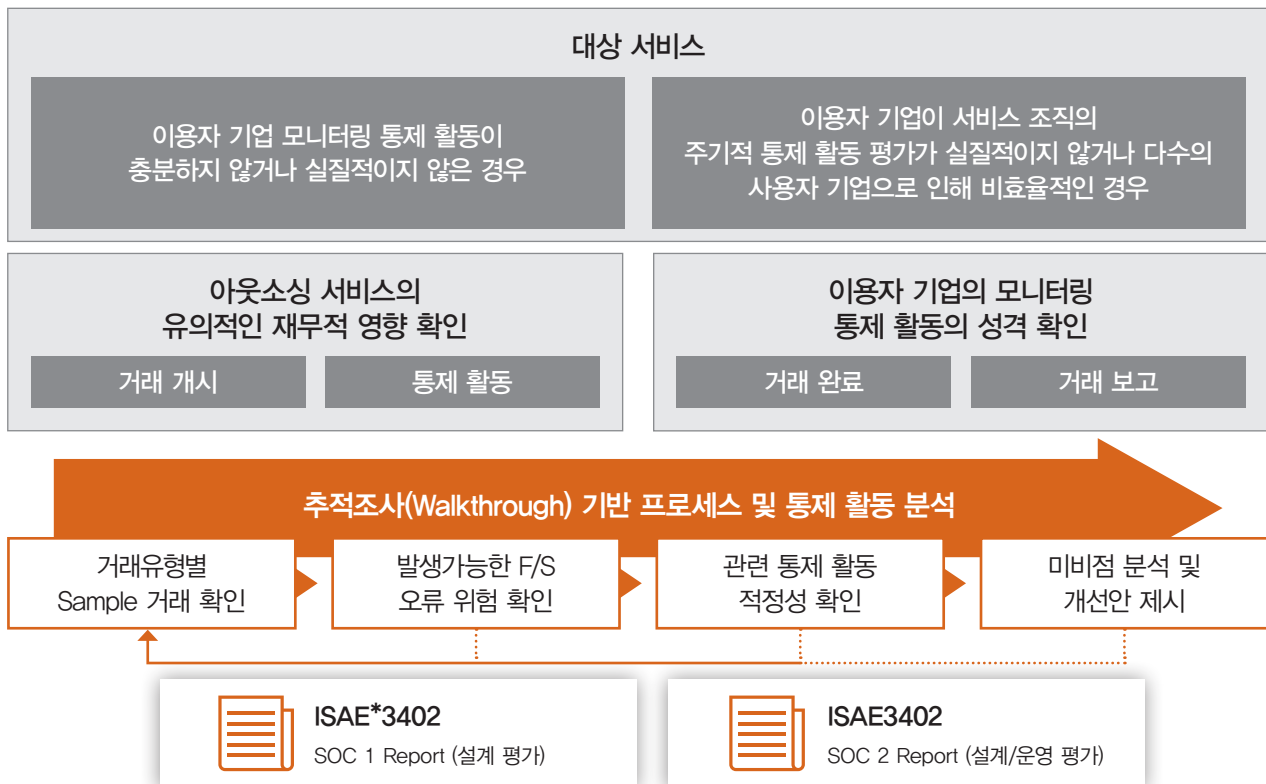 대상 서비스
이용자 기업 모니터링 통제 활동이
충분하지 않거나 실질적이지 않은 경우
이용자 기업이 서비스 조직의
주기적 통제 활동 평가가 실질적이지 않거나 다수의
사용자 기업으로 인해 비효율적인 경우
아웃소싱 서비스의
유의적인 재무적 영향 확인
거래 개시
통제 활동
이용자 기업의 모니터링
통제 활동의 성격 확인
거래 완료
거래 보고
추적조사(Walkthrough) 기반 프로세스 및 통제 활동 분석
거래유형별
Sample 거래 확인
발생가능한 F/S
오류 위험 확인
관련 통제 활동
적정성 확인
미비점 분석 및
개선안 제시
ISAE*3402
SOC 1 Report (설계 평가)
ISAE3402
SOC 2 Report (설계/운영 평가)